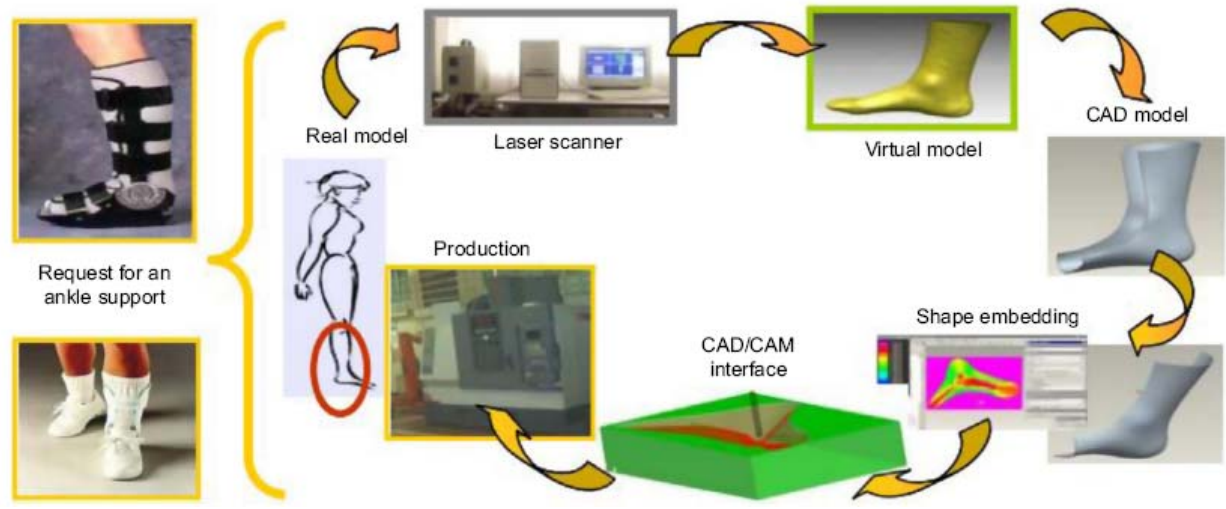 Real model
Laser scanner
Virtual model
CAD model
Request for an
ankle support
Production
CAD/CAM
interface
Shape embedding